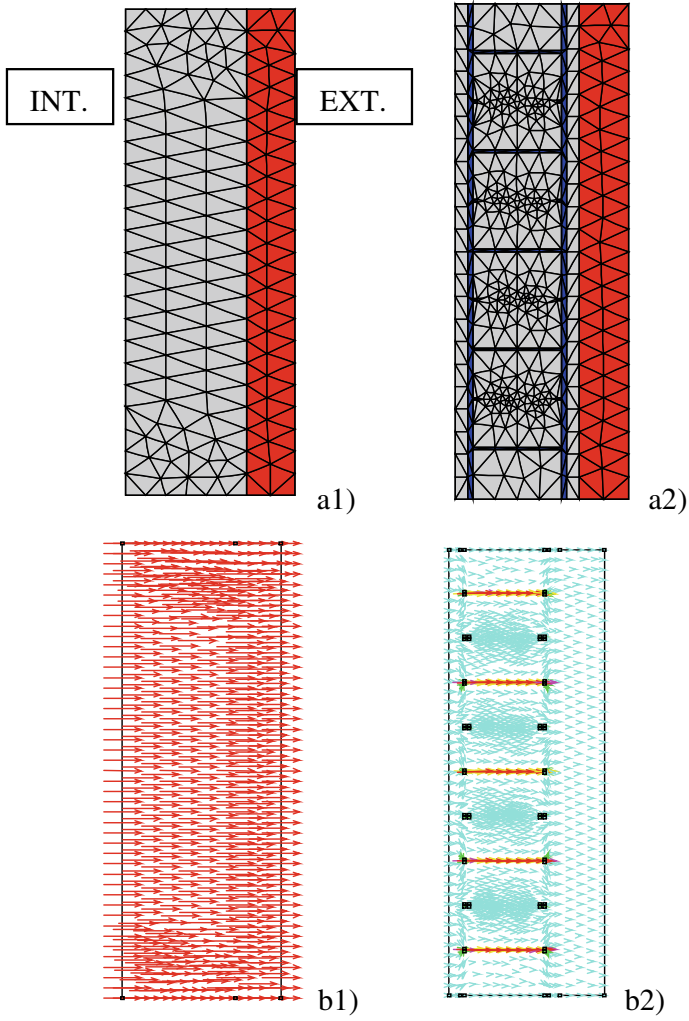 INT.
EXT.
a1)
a2)
b1)
b2)